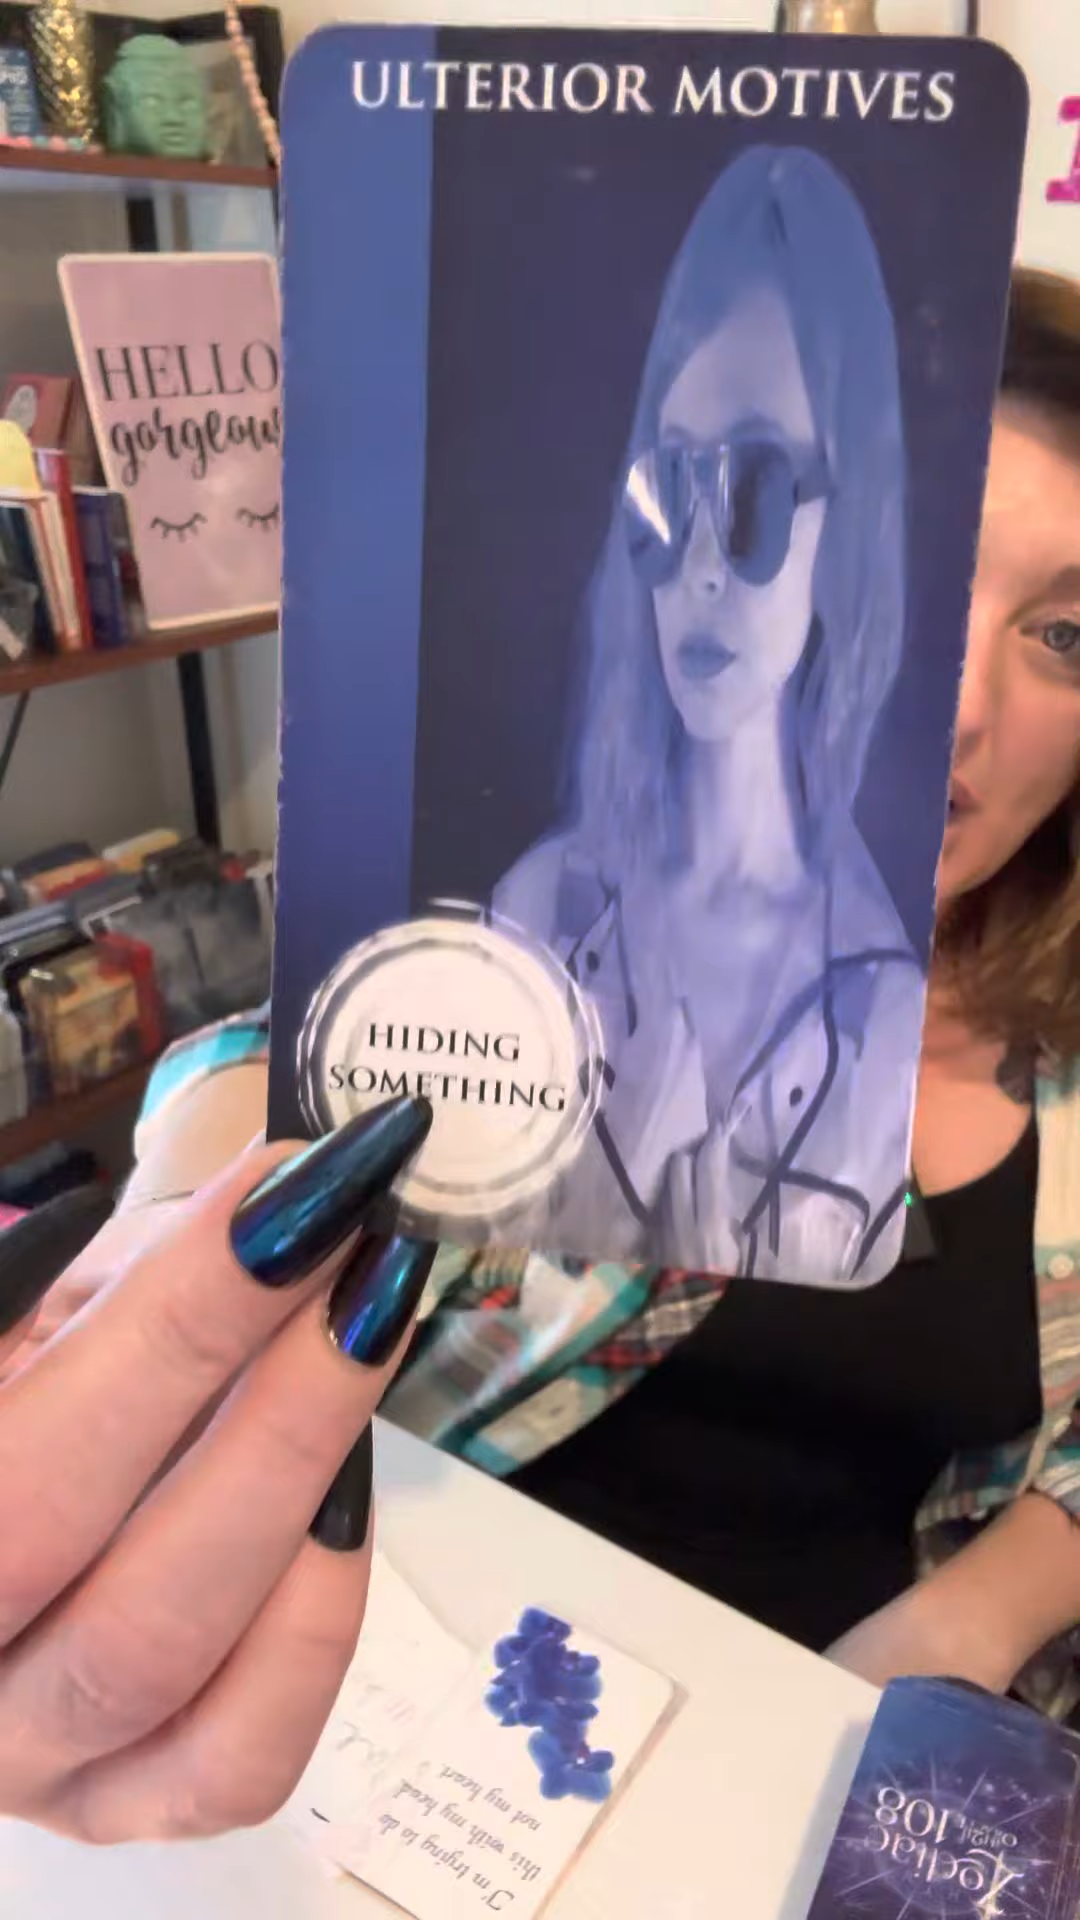 ULTERIOR MOTIVES
HELLO
gorgeous
HIDING
SOMETHING
I'm trying to do
this with my head
not my heart.
Zodiac
108